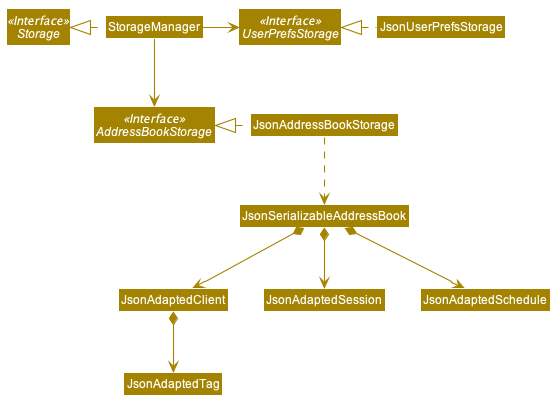 «Interface»
Storage
StorageManager
«Interface»
UserPrefsStorage
JsonUserPrefsStorage
«Interface»
AddressBookStorage
JsonAddressBookStorage
JsonSerializableAddressBook
JsonAdaptedClient
JsonAdaptedSession
JsonAdaptedSchedule
JsonAdaptedTag